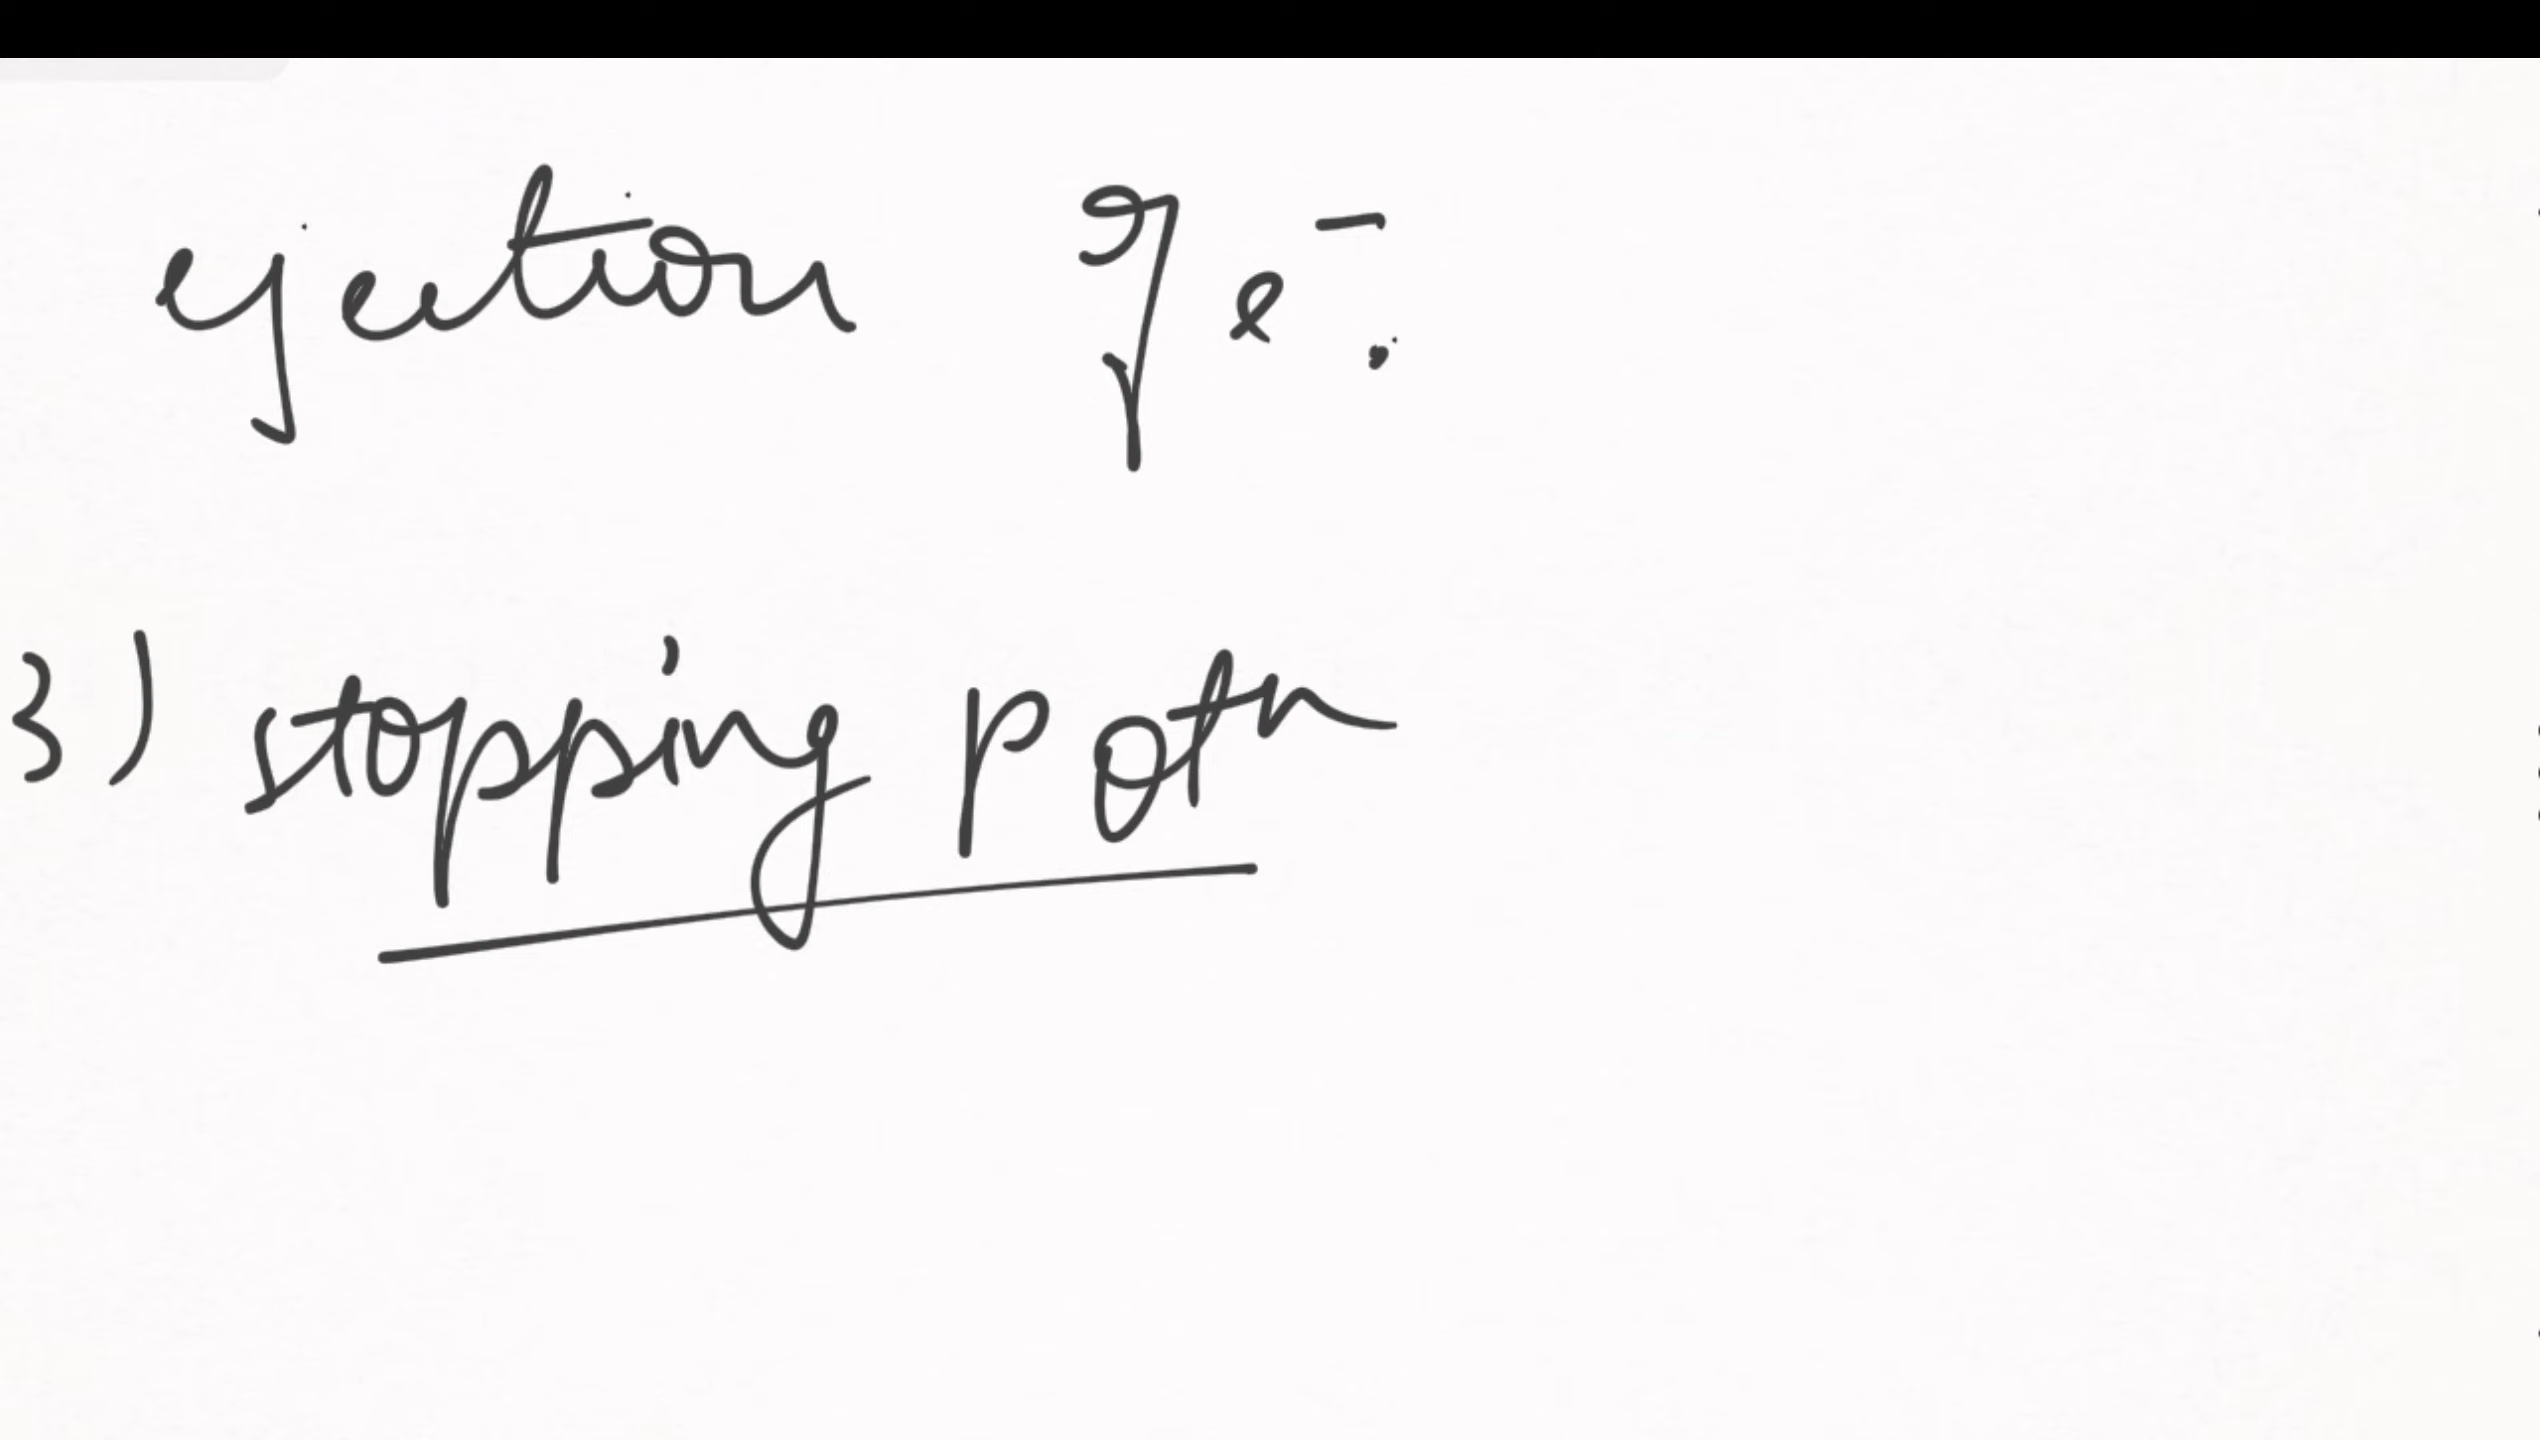 ejection of e⁻.
3) stopping potn